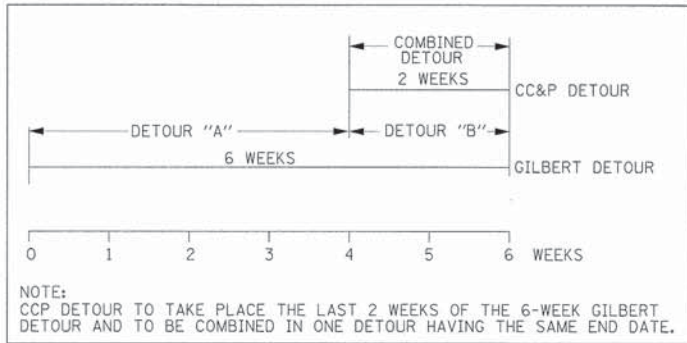 COMBINED
DETOUR
2 WEEKS
CC&P DETOUR
DETOUR "A"
DETOUR "B"
6 WEEKS
GILBERT DETOUR
0 1 2 3 4 5 6 WEEKS
NOTE:
CCP DETOUR TO TAKE PLACE THE LAST 2 WEEKS OF THE 6-WEEK GILBERT
DETOUR AND TO BE COMBINED IN ONE DETOUR HAVING THE SAME END DATE.